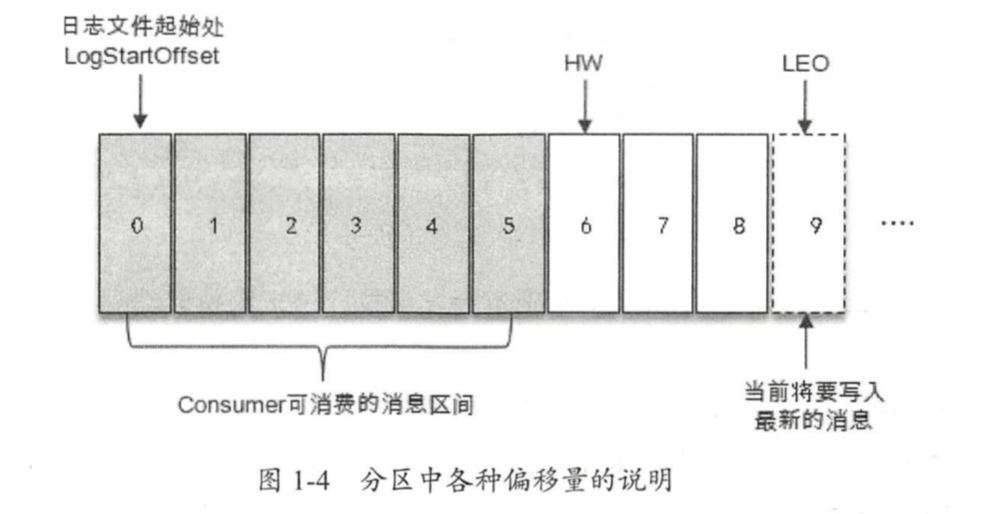 日志文件起始处
LogStartOffset
HW
LEO
0 1 2 3 4 5 6 7 8 9 ····
Consumer可消费的消息区间
当前将要写入
最新的消息
图 1-4 分区中各种偏移量的说明